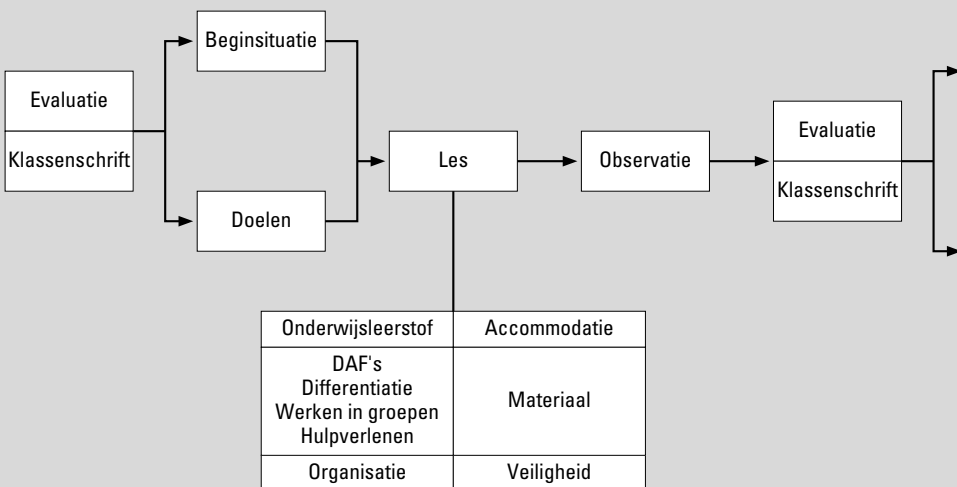 Evaluatie
Klassenschrift
Beginsituatie
Doelen
Les
Observatie
Evaluatie
Klassenschrift
Onderwijsleerstof
Accommodatie
DAF's
Differentiatie
Werken in groepen
Hulpverlenen
Materiaal
Organisatie
Veiligheid